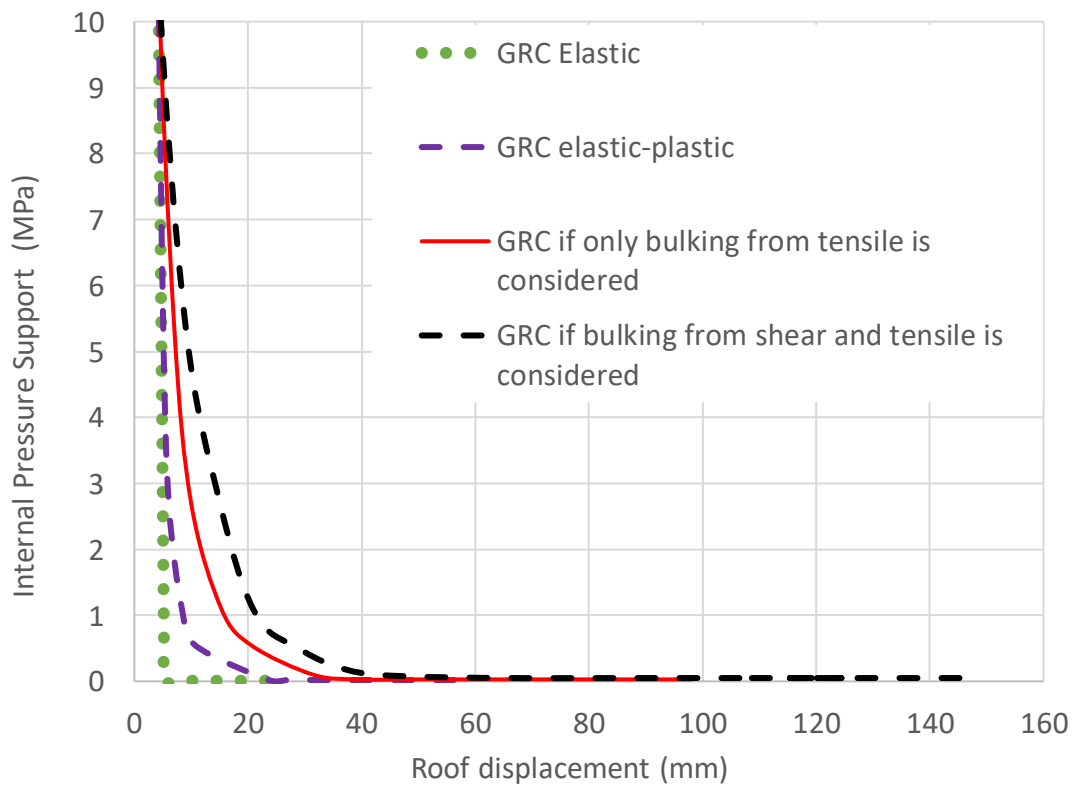 10
9
8
7
6
5
4
3
2
1
0
Internal Pressure Support (MPa)
GRC Elastic
GRC elastic-plastic
GRC if only bulking from tensile is
considered
GRC if bulking from shear and tensile is
considered
0 20 40 60 80 100 120 140 160
Roof displacement (mm)